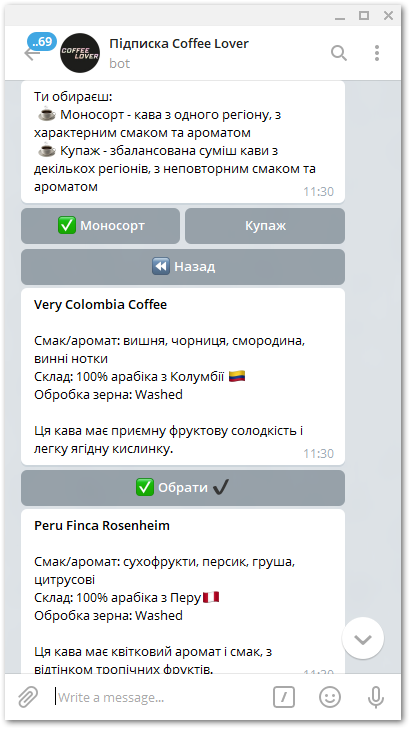 ..69
COFFEE
LOVER
Підписка Coffee Lover
bot
Ти обираєш:
☕ Моносорт - кава з одного регіону, з
характерним смаком та ароматом
☕ Купаж - збалансована суміш кави з
декількох регіонів, з неповторним смаком та
ароматом
11:30
✅ Моносорт
Купаж
⏪ Назад
Very Colombia Coffee
Смак/аромат: вишня, чорниця, смородина,
винні нотки
Склад: 100% арабіка з Колумбії 🇨🇴
Обробка зерна: Washed
Ця кава має приємну фруктову солодкість і
легку ягідну кислинку.
11:30
✅ Обрати ✔
Peru Finca Rosenheim
Смак/аромат: сухофрукти, персик, груша,
цитрусові
Склад: 100% арабіка з Перу🇵🇪
Обробка зерна: Washed
Ця кава має квітковий аромат і смак, з
відтінком тропічних фруктів.
11:30
Write a message...